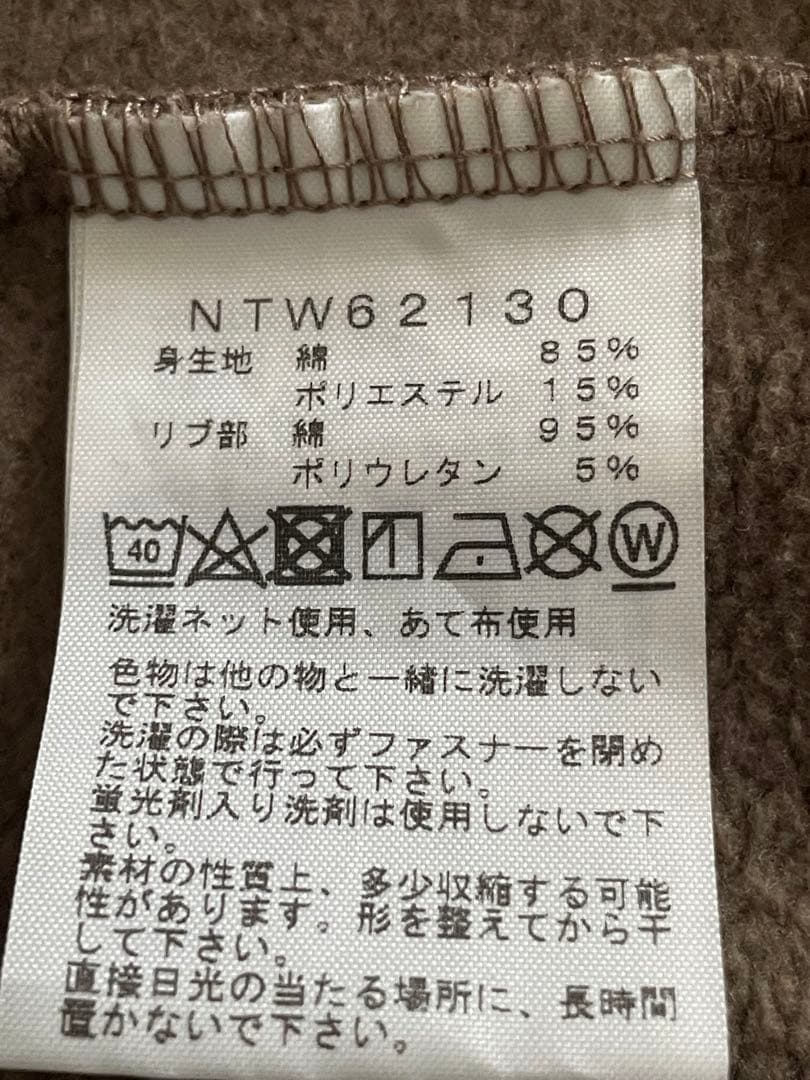 NTW62130
身生地 綿 85%
ポリエステル 15%
リブ部 綿 95%
ポリウレタン 5%
40 W
洗濯ネット使用、あて布使用
色物は他の物と一緒に洗濯しない
で下さい。
洗濯の際は必ずファスナーを閉め
た状態で行って下さい。
蛍光剤入り洗剤は使用しないで下
さい。
素材の性質上、多少収縮する可能
性があります。形を整えてから干
して下さい。
直接日光の当たる場所に、長時間
置かないで下さい。